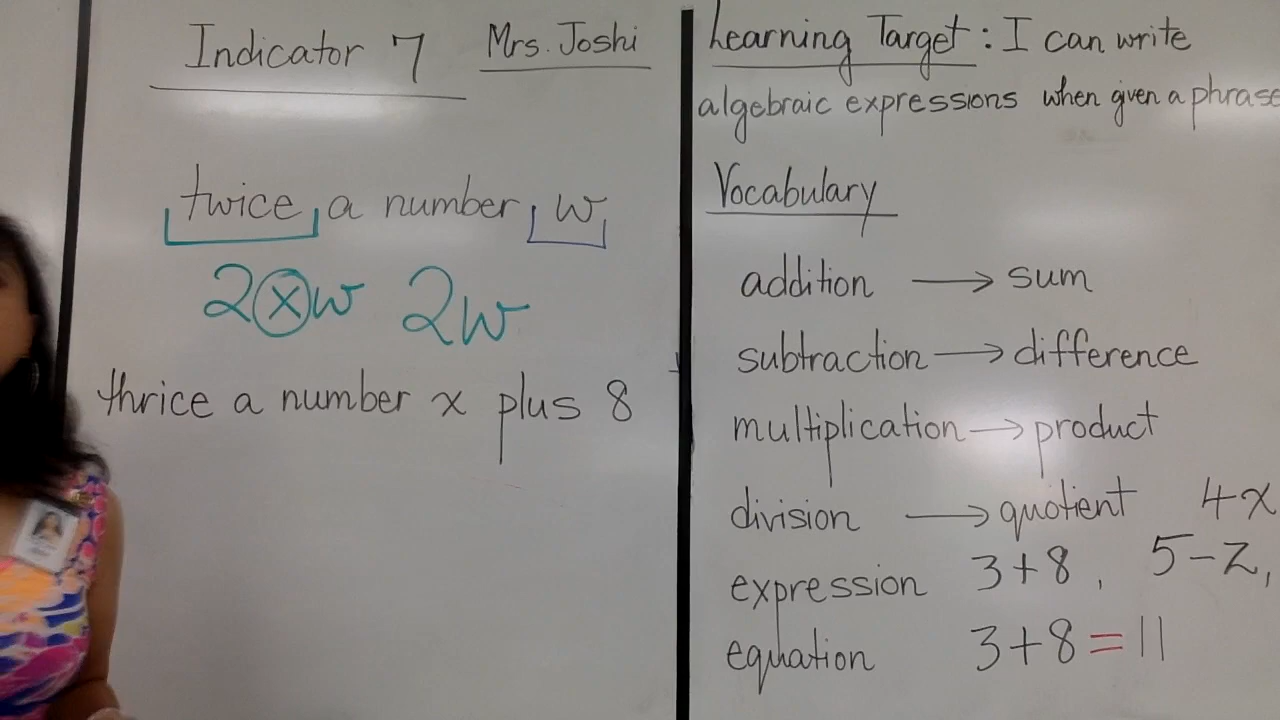 Indicator 7 Mrs. Joshi
twice a number w
2 x w 2w
thrice a number x plus 8
Learning Target: I can write
algebraic expressions when given a phrase
Vocabulary
addition → sum
subtraction → difference
multiplication → product
division → quotient 4x
expression 3+8, 5-z,
equation 3+8=11